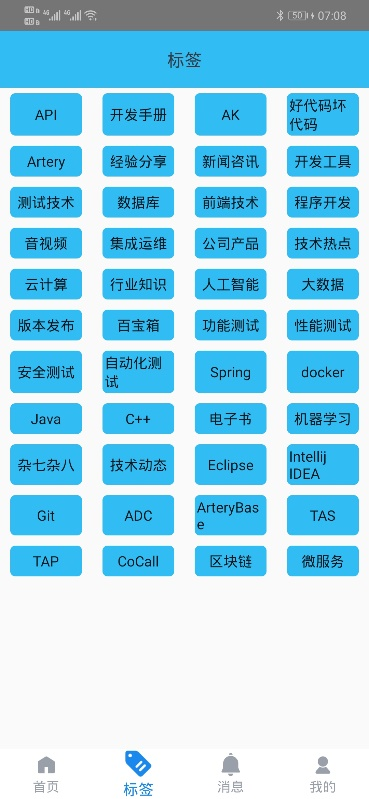 HD 4G 4G 50 07:08
HD
标签
API 开发手册 AK 好代码坏
代码
Artery 经验分享 新闻咨讯 开发工具
测试技术 数据库 前端技术 程序开发
音视频 集成运维 公司产品 技术热点
云计算 行业知识 人工智能 大数据
版本发布 百宝箱 功能测试 性能测试
安全测试 自动化测
试 Spring docker
Java C++ 电子书 机器学习
杂七杂八 技术动态 Eclipse Intellij
IDEA
Git ADC ArteryBas
e TAS
TAP CoCall 区块链 微服务
首页 标签 消息 我的